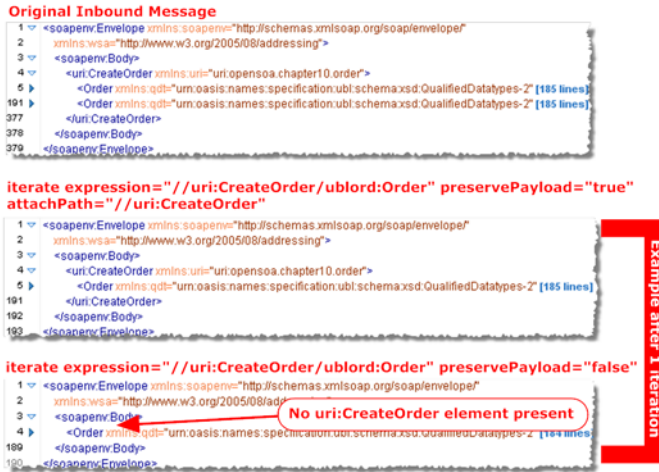 Original Inbound Message
1 <soapenv:Envelope xmlns:soapenv="http://schemas.xmlsoap.org/soap/envelope/"
2 xmlns:wsa="http://www.w3.org/2005/08/addressing">
3 <soapenv:Body>
4 <uri:CreateOrder xmlns:uri="uri:opensoa.chapter10.order">
5 <Order xmlns:qdt="urn:oasis:names:specification:ubl:schema:xsd:QualifiedDatatypes-2" [185 lines]
191 <Order xmlns:qdt="urn:oasis:names:specification:ubl:schema:xsd:QualifiedDatatypes-2" [185 lines]
377 </uri:CreateOrder>
378 </soapenv:Body>
379 </soapenv:Envelope>
iterate expression="//uri:CreateOrder/ublord:Order" preservePayload="true"
attachPath="//uri:CreateOrder"
1 <soapenv:Envelope xmlns:soapenv="http://schemas.xmlsoap.org/soap/envelope/"
2 xmlns:wsa="http://www.w3.org/2005/08/addressing">
3 <soapenv:Body>
4 <uri:CreateOrder xmlns:uri="uri:opensoa.chapter10.order">
5 <Order xmlns:qdt="urn:oasis:names:specification:ubl:schema:xsd:QualifiedDatatypes-2" [185 lines]
191 </uri:CreateOrder>
192 </soapenv:Body>
193 </soapenv:Envelope>
Example after 1 iteration
iterate expression="//uri:CreateOrder/ublord:Order" preservePayload="false"
1 <soapenv:Envelope xmlns:soapenv="http://schemas.xmlsoap.org/soap/envelope/"
2 xmlns:wsa="http://www.w3.org/2005/08/
3 <soapenv:Body>
No uri:CreateOrder element present
4 <Order xmlns:qdt="urn:oasis:names:specification:ubl:schema:xsd:QualifiedDatatypes-2" [184 lines]
189 </soapenv:Body>
190 </soapenv:Envelope>